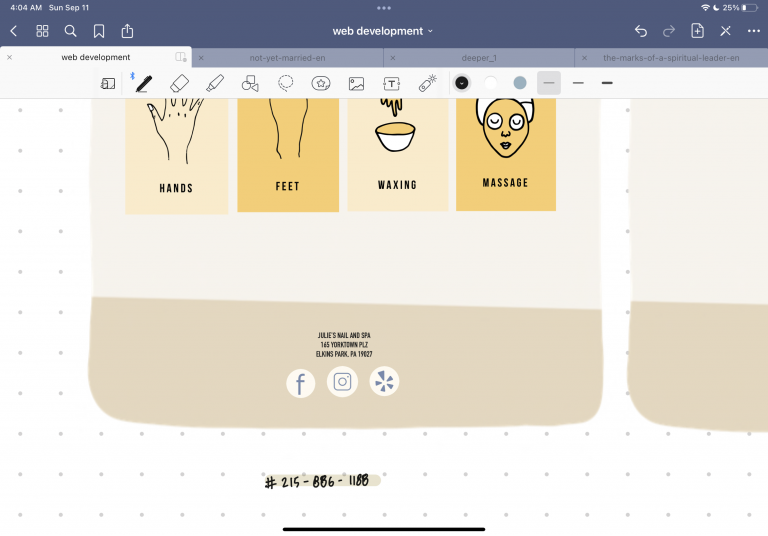 4:04 AM Sun Sep 11
25%
web development
web development
not-yet-married-en
deeper_1
the-marks-of-a-spiritual-leader-en
HANDS
FEET
WAXING
MASSAGE
JULIE'S NAIL AND SPA
165 YORKTOWN PLZ
ELKINS PARK, PA 19027
# 215-886-1188